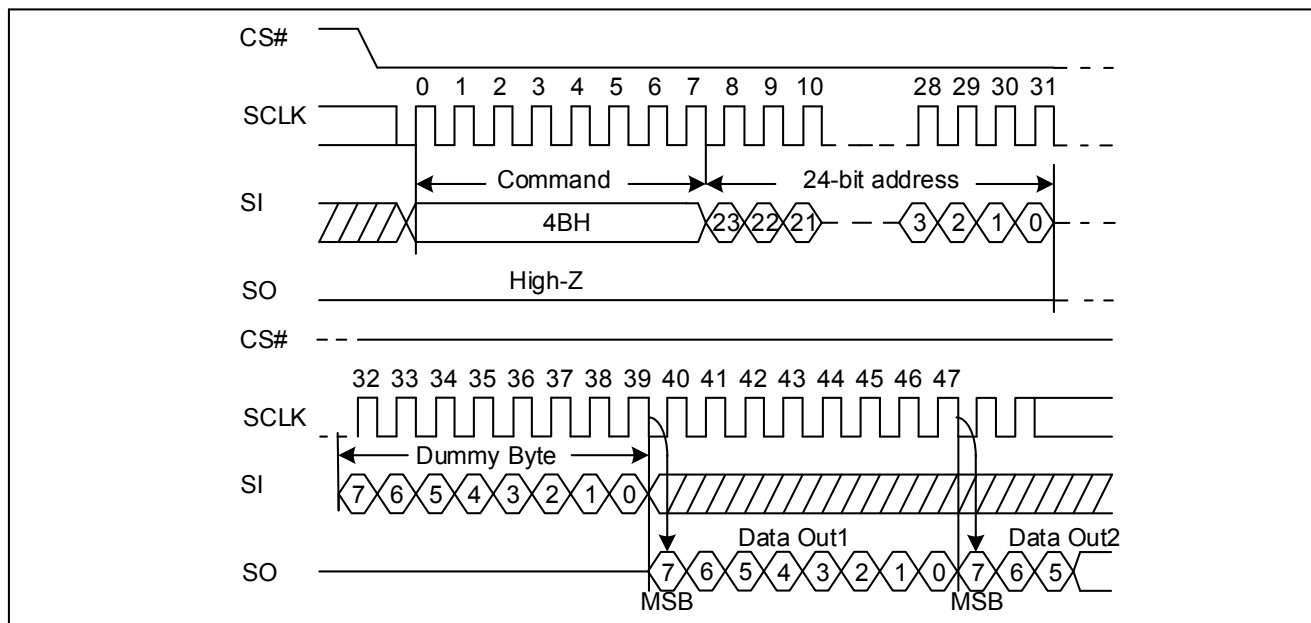 CS#
0 1 2 3 4 5 6 7 8 9 10 28 29 30 31
SCLK
Command 24-bit address
SI
4BH 23 22 21 3 2 1 0
High-Z
SO
CS#
32 33 34 35 36 37 38 39 40 41 42 43 44 45 46 47
SCLK
Dummy Byte
SI
7 6 5 4 3 2 1 0
Data Out1 Data Out2
SO
7 6 5 4 3 2 1 0 7 6 5
MSB MSB